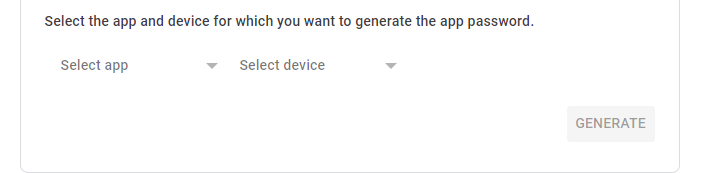 Select the app and device for which you want to generate the app password.
Select app Select device
GENERATE